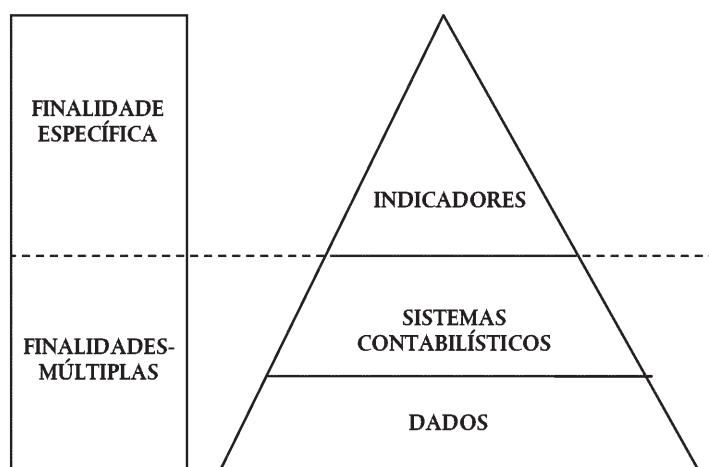 FINALIDADE
ESPECÍFICA
INDICADORES
FINALIDADES-
MÚLTIPLAS
SISTEMAS
CONTABILÍSTICOS
DADOS